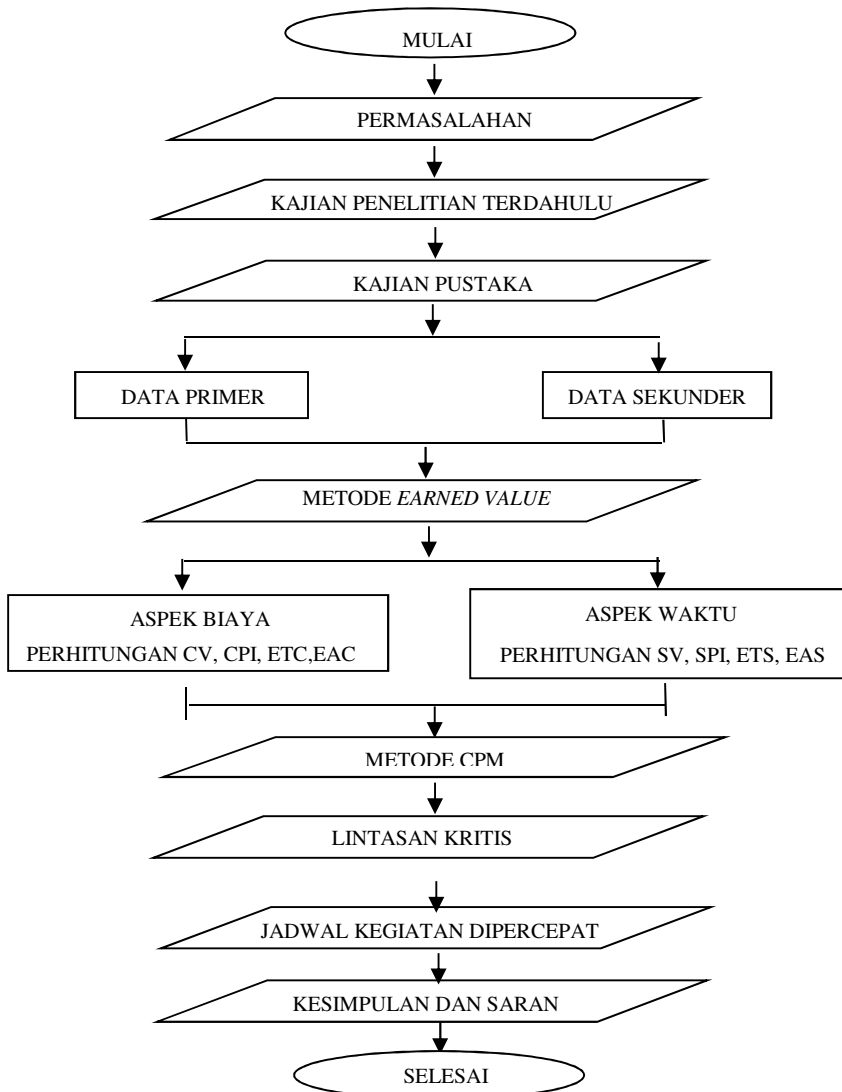 MULAI
PERMASALAHAN
KAJIAN PENELITIAN TERDAHULU
KAJIAN PUSTAKA
DATA PRIMER
DATA SEKUNDER
METODE EARNED VALUE
ASPEK BIAYA
PERHITUNGAN CV, CPI, ETC,EAC
ASPEK WAKTU
PERHITUNGAN SV, SPI, ETS, EAS
METODE CPM
LINTASAN KRITIS
JADWAL KEGIATAN DIPERCEPAT
KESIMPULAN DAN SARAN
SELESAI